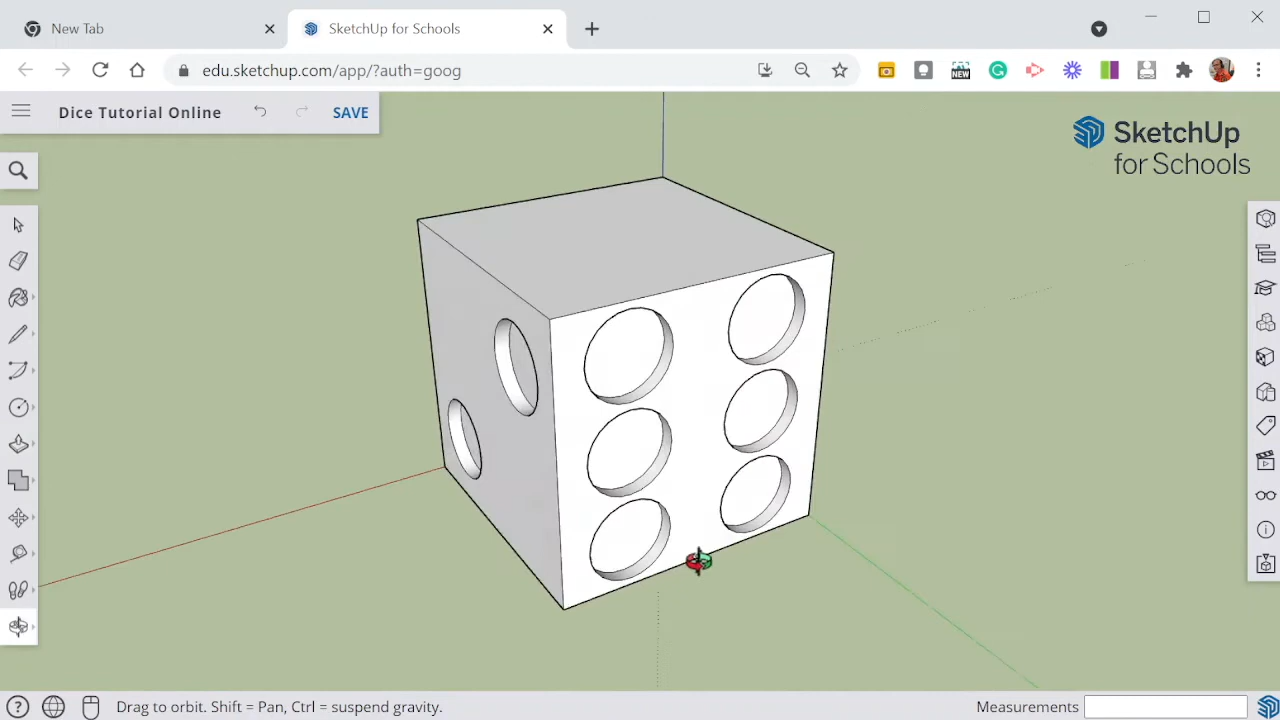 New Tab
SketchUp for Schools
edu.sketchup.com/app/?auth=goog
NEW
Dice Tutorial Online
SAVE
SketchUp
for Schools
Drag to orbit. Shift = Pan, Ctrl = suspend gravity.
Measurements